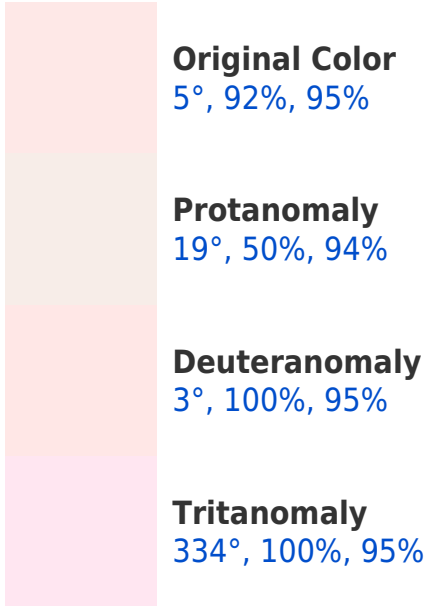 Original Color
5°, 92%, 95%
Protanomaly
19°, 50%, 94%
Deuteranomaly
3°, 100%, 95%
Tritanomaly
334°, 100%, 95%